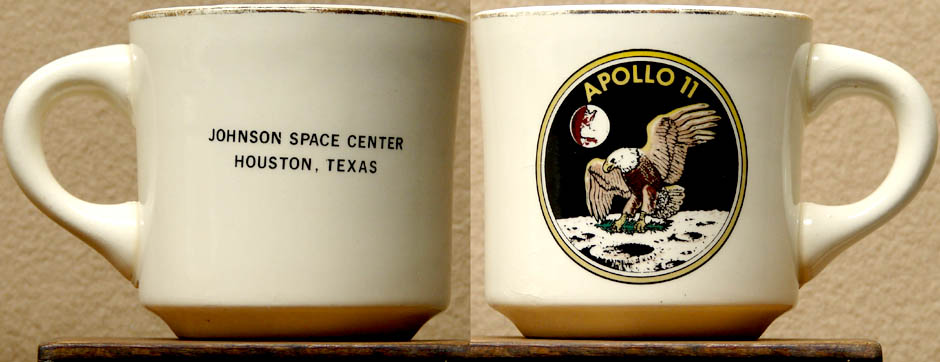 JOHNSON SPACE CENTER
HOUSTON, TEXAS
APOLLO 11